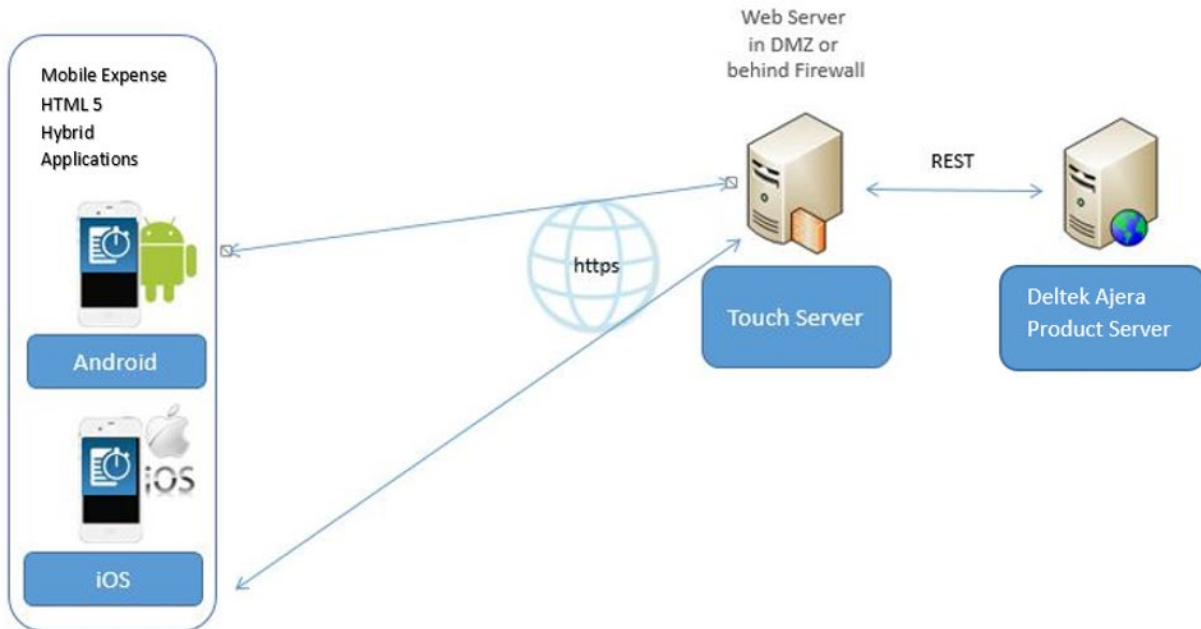 Web Server
in DMZ or
behind Firewall
Mobile Expense
HTML 5
Hybrid
Applications
REST
https
Touch Server
Deltek Ajera
Product Server
Android
iOS
iOS